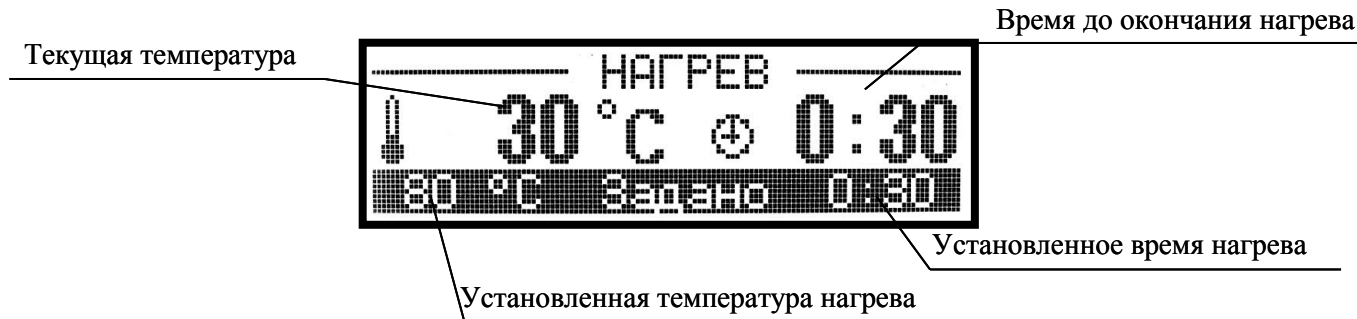 Время до окончания нагрева
Текущая температура
НАГРЕВ
30 °C 0:30
80 °C Задано 0:30
Установленное время нагрева
Установленная температура нагрева